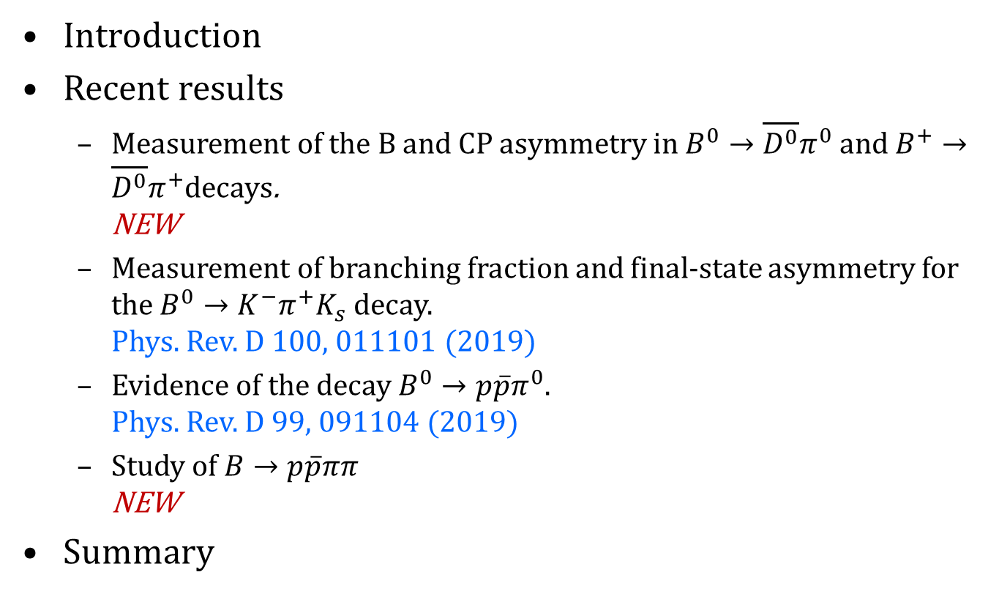 • Introduction
• Recent results
– Measurement of the B and CP asymmetry in $B^0 \to \overline{D^0}\pi^0$ and $B^+ \to$
$\overline{D^0}\pi^+$decays.
NEW
– Measurement of branching fraction and final-state asymmetry for
the $B^0 \to K^-\pi^+K_s$ decay.
Phys. Rev. D 100, 011101 (2019)
– Evidence of the decay $B^0 \to p\bar{p}\pi^0$.
Phys. Rev. D 99, 091104 (2019)
– Study of $B \to p\bar{p}\pi\pi$
NEW
• Summary